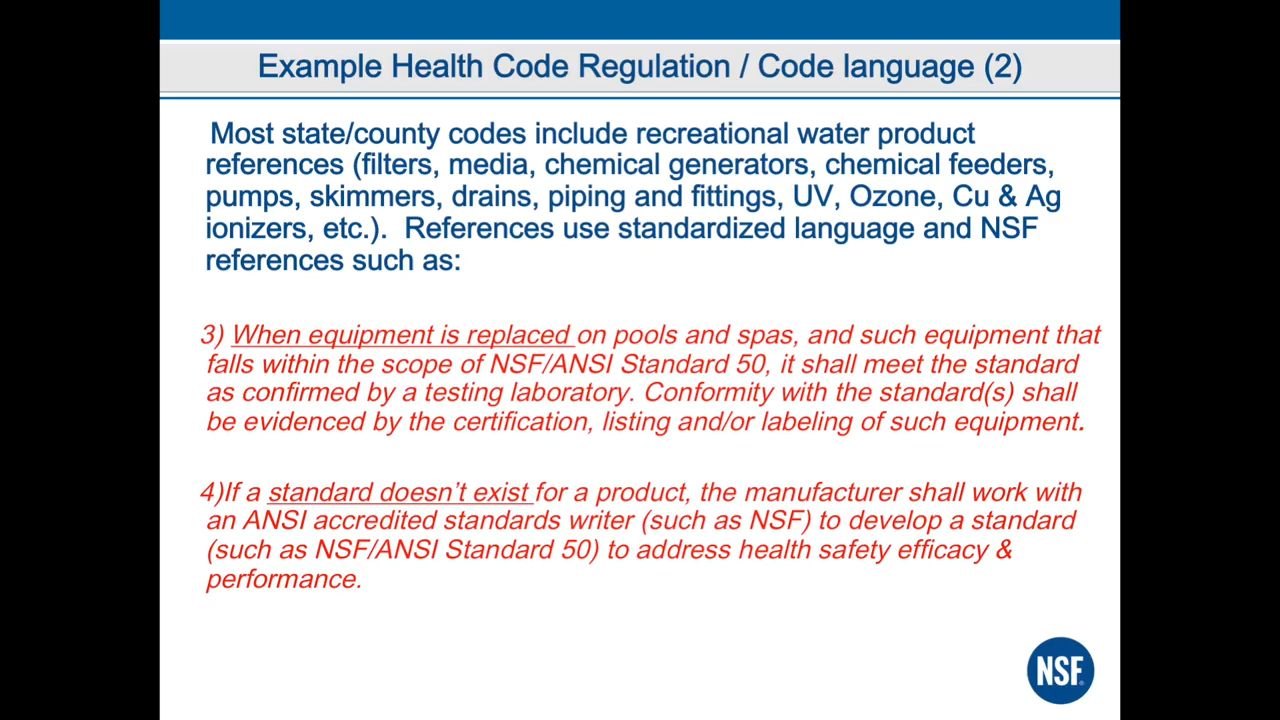 Example Health Code Regulation / Code language (2)
Most state/county codes include recreational water product
references (filters, media, chemical generators, chemical feeders,
pumps, skimmers, drains, piping and fittings, UV, Ozone, Cu & Ag
ionizers, etc.). References use standardized language and NSF
references such as:
3) When equipment is replaced on pools and spas, and such equipment that
falls within the scope of NSF/ANSI Standard 50, it shall meet the standard
as confirmed by a testing laboratory. Conformity with the standard(s) shall
be evidenced by the certification, listing and/or labeling of such equipment.
4)If a standard doesn't exist for a product, the manufacturer shall work with
an ANSI accredited standards writer (such as NSF) to develop a standard
(such as NSF/ANSI Standard 50) to address health safety efficacy &
performance.
NSF®